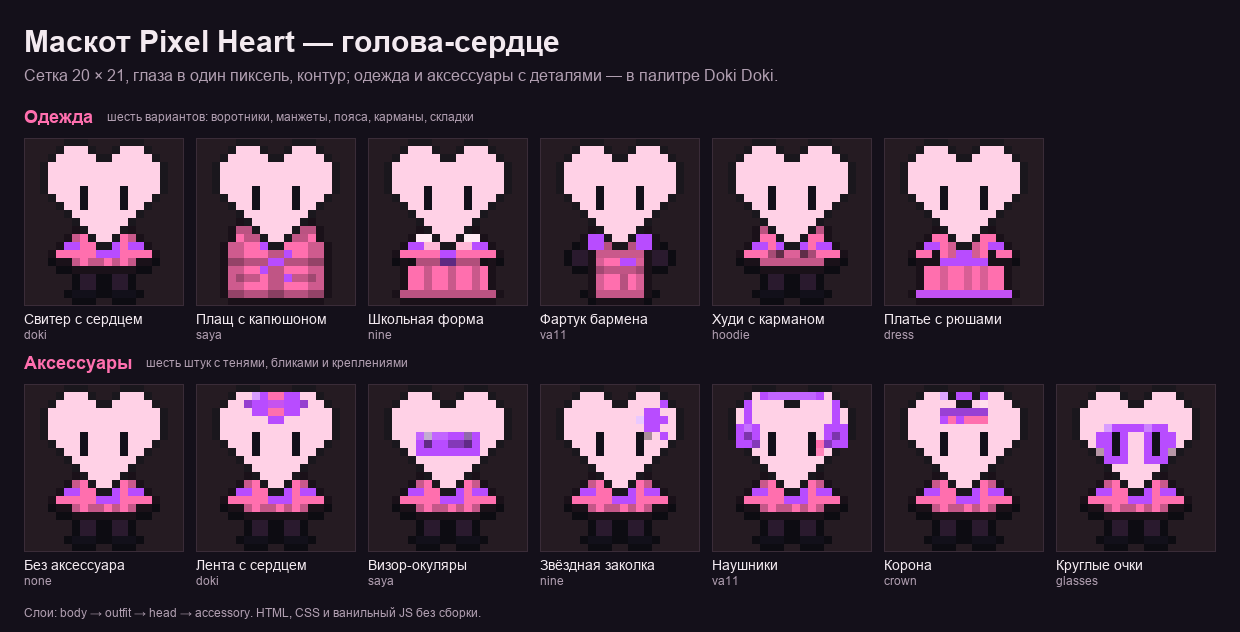 Маскот Pixel Heart — голова-сердце
Сетка 20 × 21, глаза в один пиксель, контур; одежда и аксессуары с деталями — в палитре Doki Doki.
Одежда шесть вариантов: воротники, манжеты, пояса, карманы, складки
Свитер с сердцем Плащ с капюшоном Школьная форма Фартук бармена Худи с карманом Платье с рюшами
doki saya nine va11 hoodie dress
Аксессуары шесть штук с тенями, бликами и креплениями
Без аксессуара Лента с сердцем Визор-окуляры Звёздная заколка Наушники Корона Круглые очки
none doki saya nine va11 crown glasses
Слои: body → outfit → head → accessory. HTML, CSS и ванильный JS без сборки.